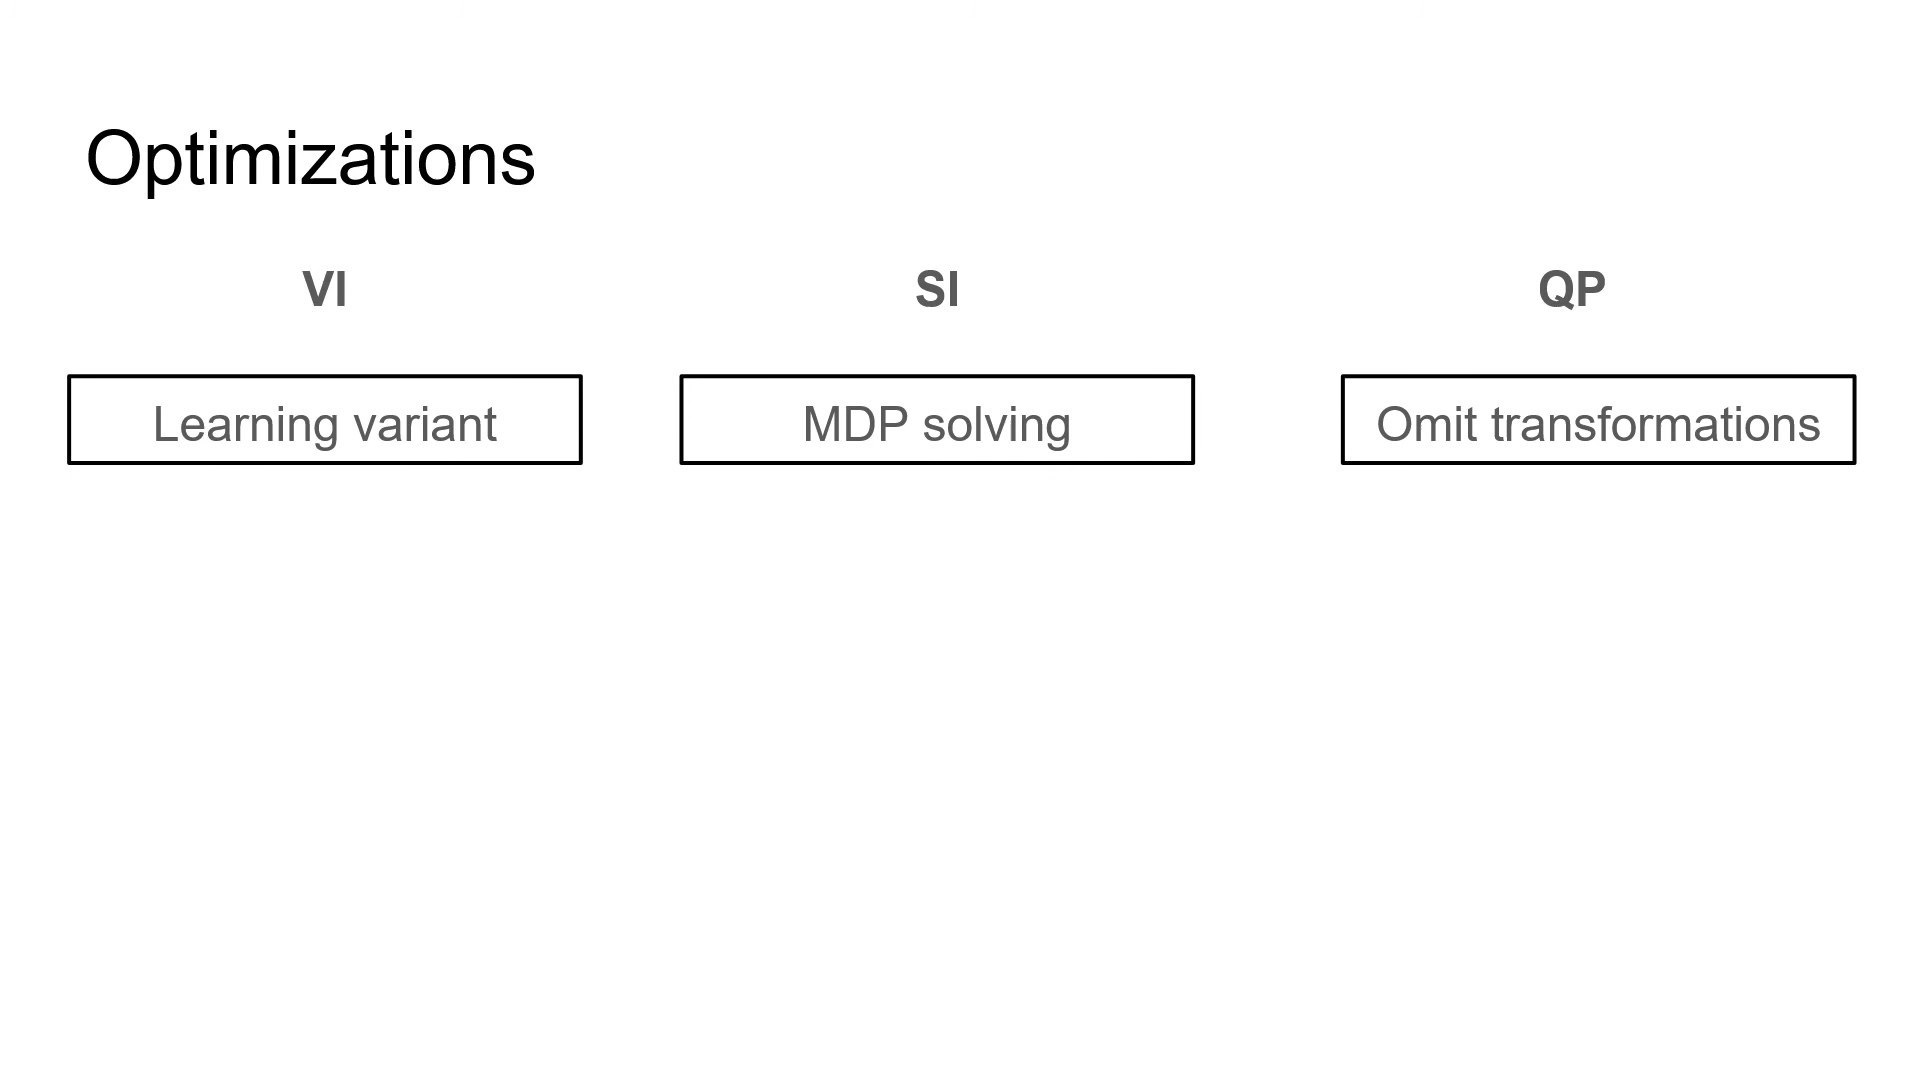 Optimizations
VI
SI
QP
Learning variant
MDP solving
Omit transformations